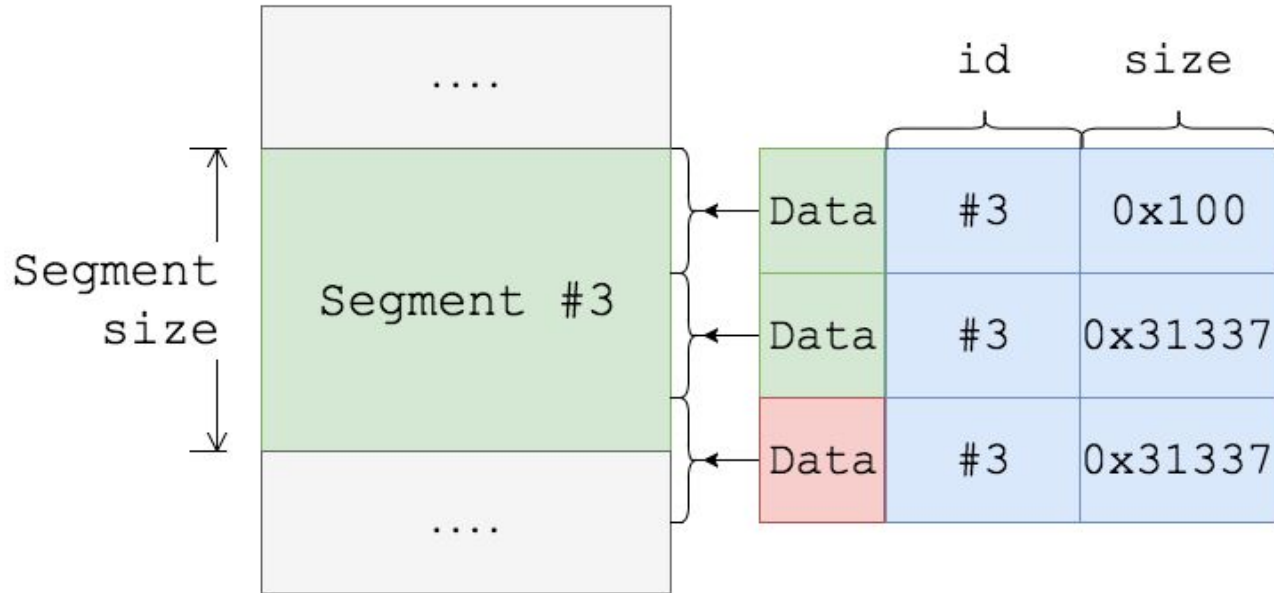 ....
Segment
size
Segment #3
....
id size
Data #3 0x100
Data #3 0x31337
Data #3 0x31337